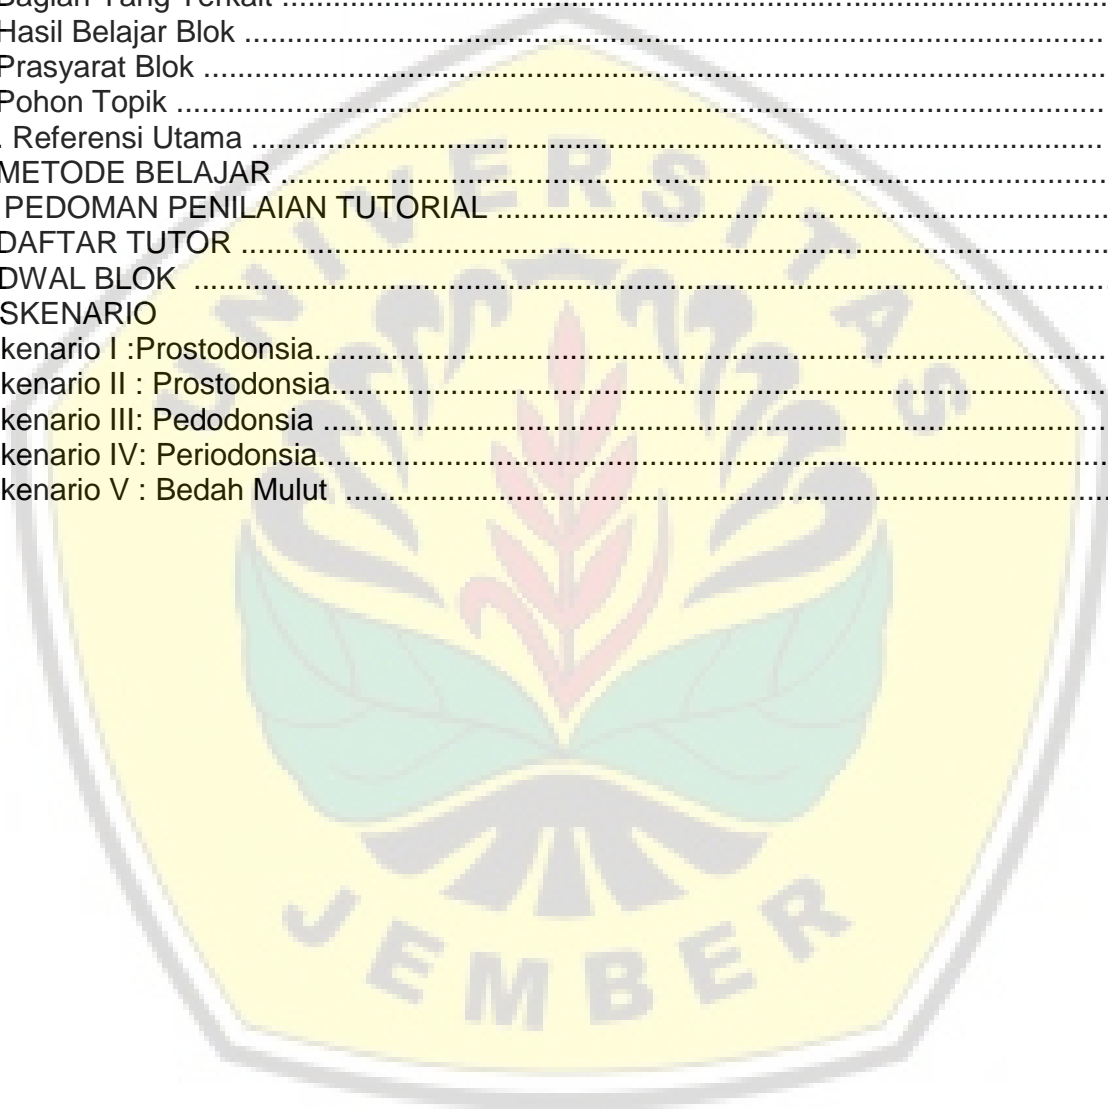 Bagian Yang Terkait ..........................................................................................................
Hasil Belajar Blok ..........................................................................................................
Prasyarat Blok ..........................................................................................................
Pohon Topik ..........................................................................................................
. Referensi Utama ..........................................................................................................
METODE BELAJAR ..........................................................................................................
PEDOMAN PENILAIAN TUTORIAL ..........................................................................................
DAFTAR TUTOR ..........................................................................................................
DWAL BLOK ..........................................................................................................
SKENARIO
kenario I :Prostodonsia..........................................................................................................
kenario II : Prostodonsia..........................................................................................................
kenario III: Pedodonsia ..........................................................................................................
kenario IV: Periodonsia..........................................................................................................
kenario V : Bedah Mulut ..........................................................................................................
UNIVERSITAS
JEMBER